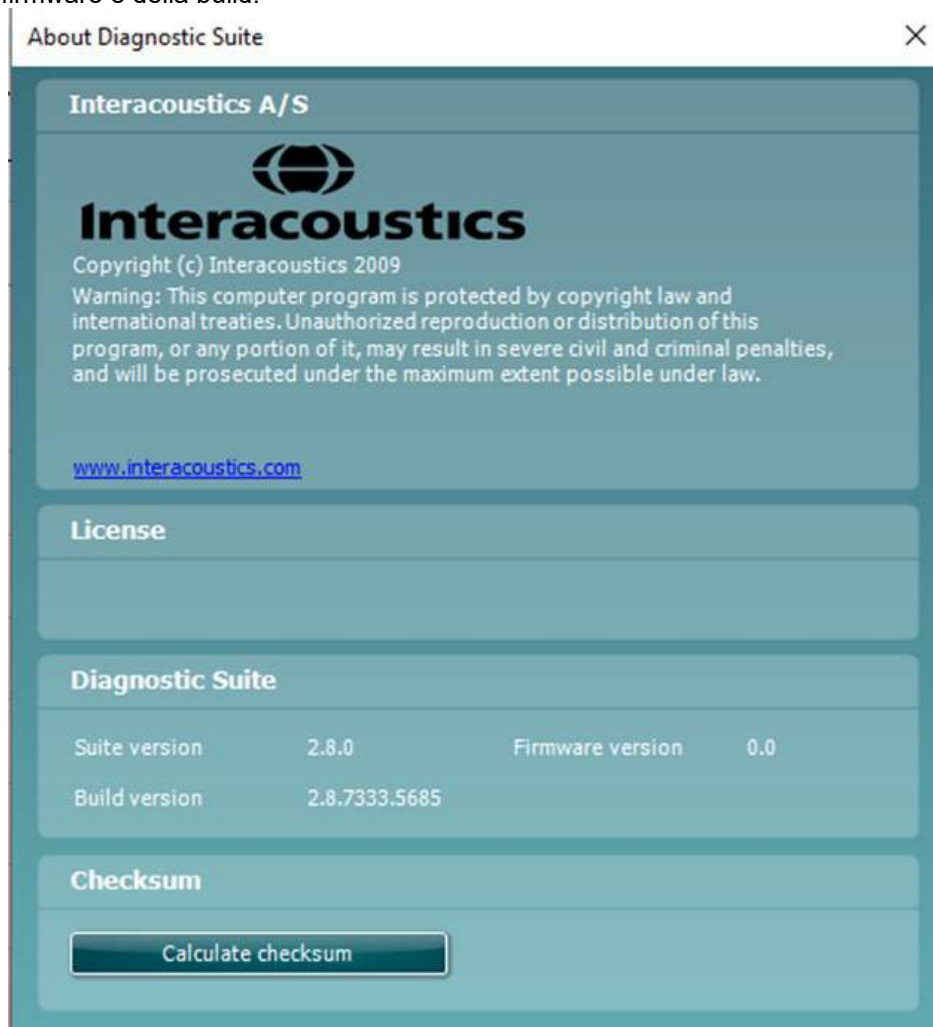 firmware e della build.
About Diagnostic Suite
Interacoustics A/S
Interacoustics
Copyright (c) Interacoustics 2009
Warning: This computer program is protected by copyright law and
international treaties. Unauthorized reproduction or distribution of this
program, or any portion of it, may result in severe civil and criminal penalties,
and will be prosecuted under the maximum extent possible under law.
www.interacoustics.com
License
Diagnostic Suite
Suite version 2.8.0 Firmware version 0.0
Build version 2.8.7333.5685
Checksum
Calculate checksum